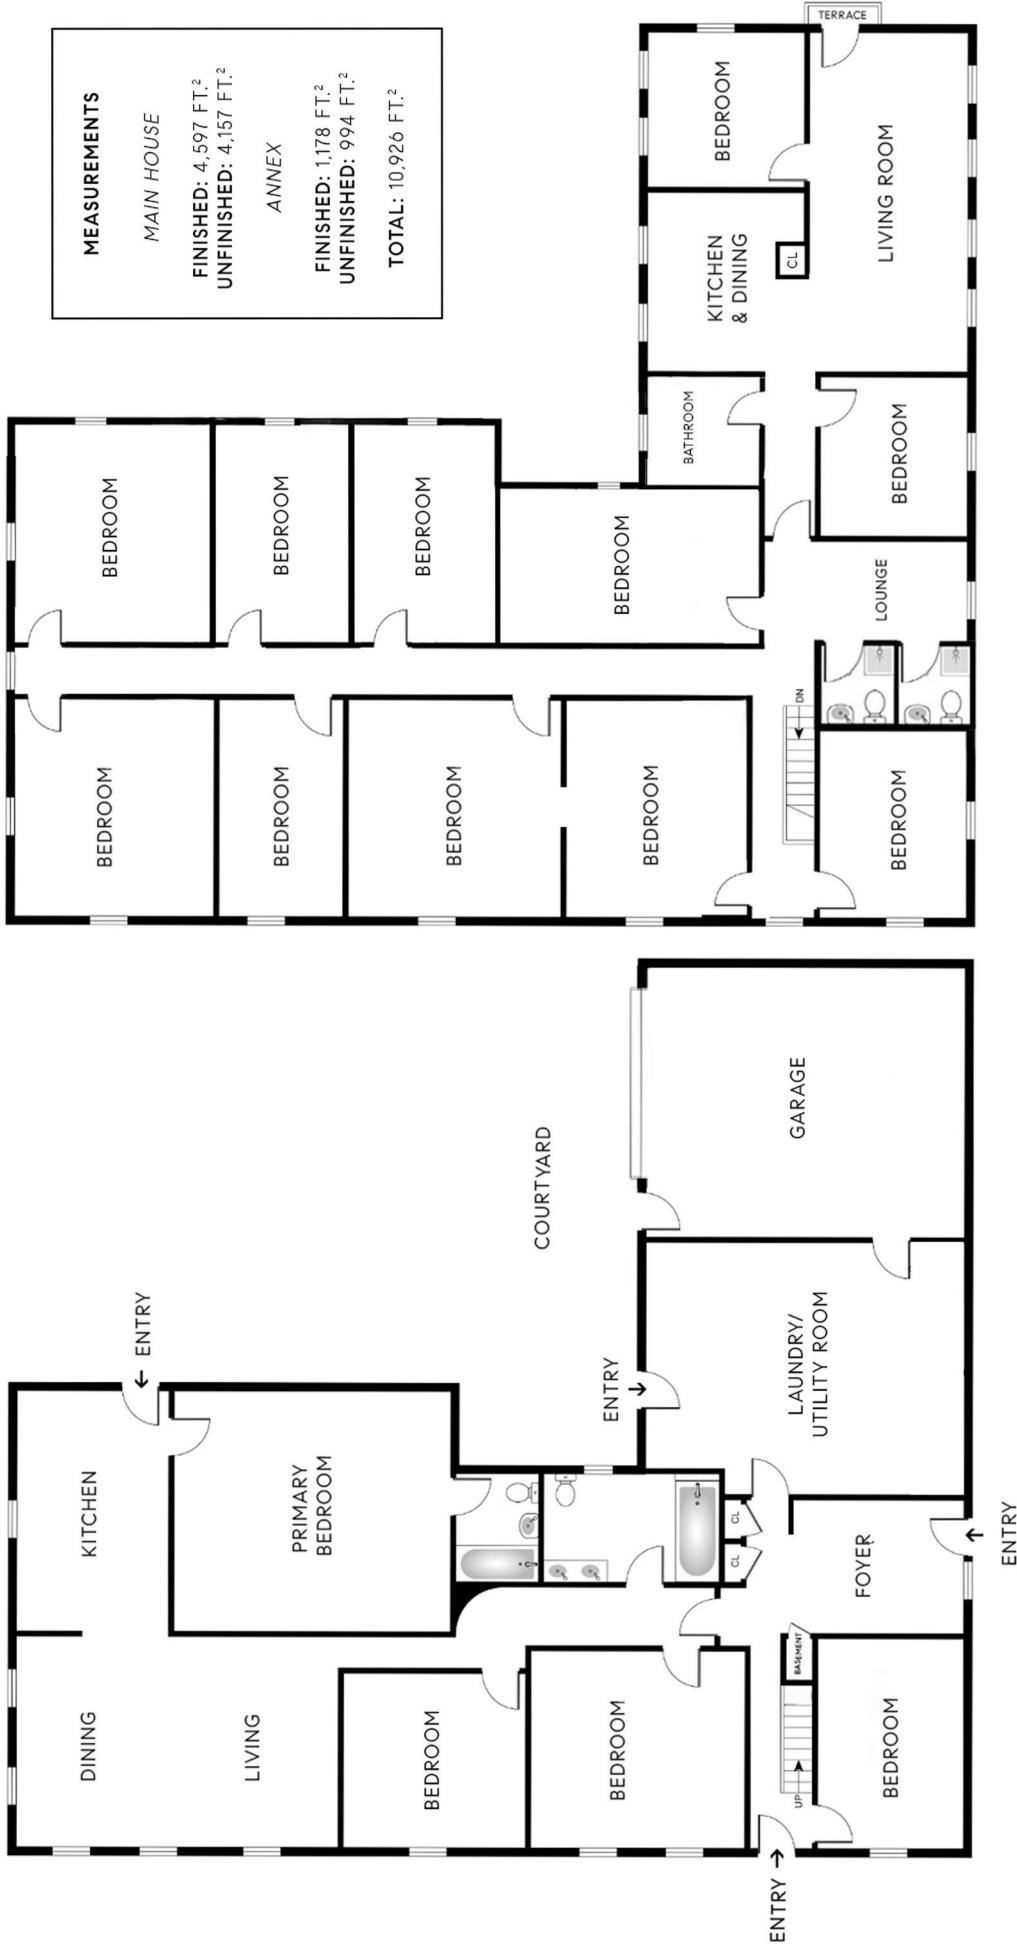 MEASUREMENTS
MAIN HOUSE
FINISHED: 4,597 FT.²
UNFINISHED: 4,157 FT.²
ANNEX
FINISHED: 1,178 FT.²
UNFINISHED: 994 FT.²
TOTAL: 10,926 FT.²
BEDROOM
BEDROOM
BEDROOM
BEDROOM
BEDROOM
BEDROOM
BEDROOM
BEDROOM
BATHROOM
KITCHEN
& DINING
CL
BEDROOM
TERRACE
LIVING ROOM
BEDROOM
LOUNGE
DN
BEDROOM
KITCHEN
ENTRY
DINING
LIVING
PRIMARY
BEDROOM
BEDROOM
BEDROOM
COURTYARD
ENTRY
CL
CL
LAUNDRY/
UTILITY ROOM
GARAGE
FOYER
BASEMENT
UP
ENTRY
BEDROOM
ENTRY